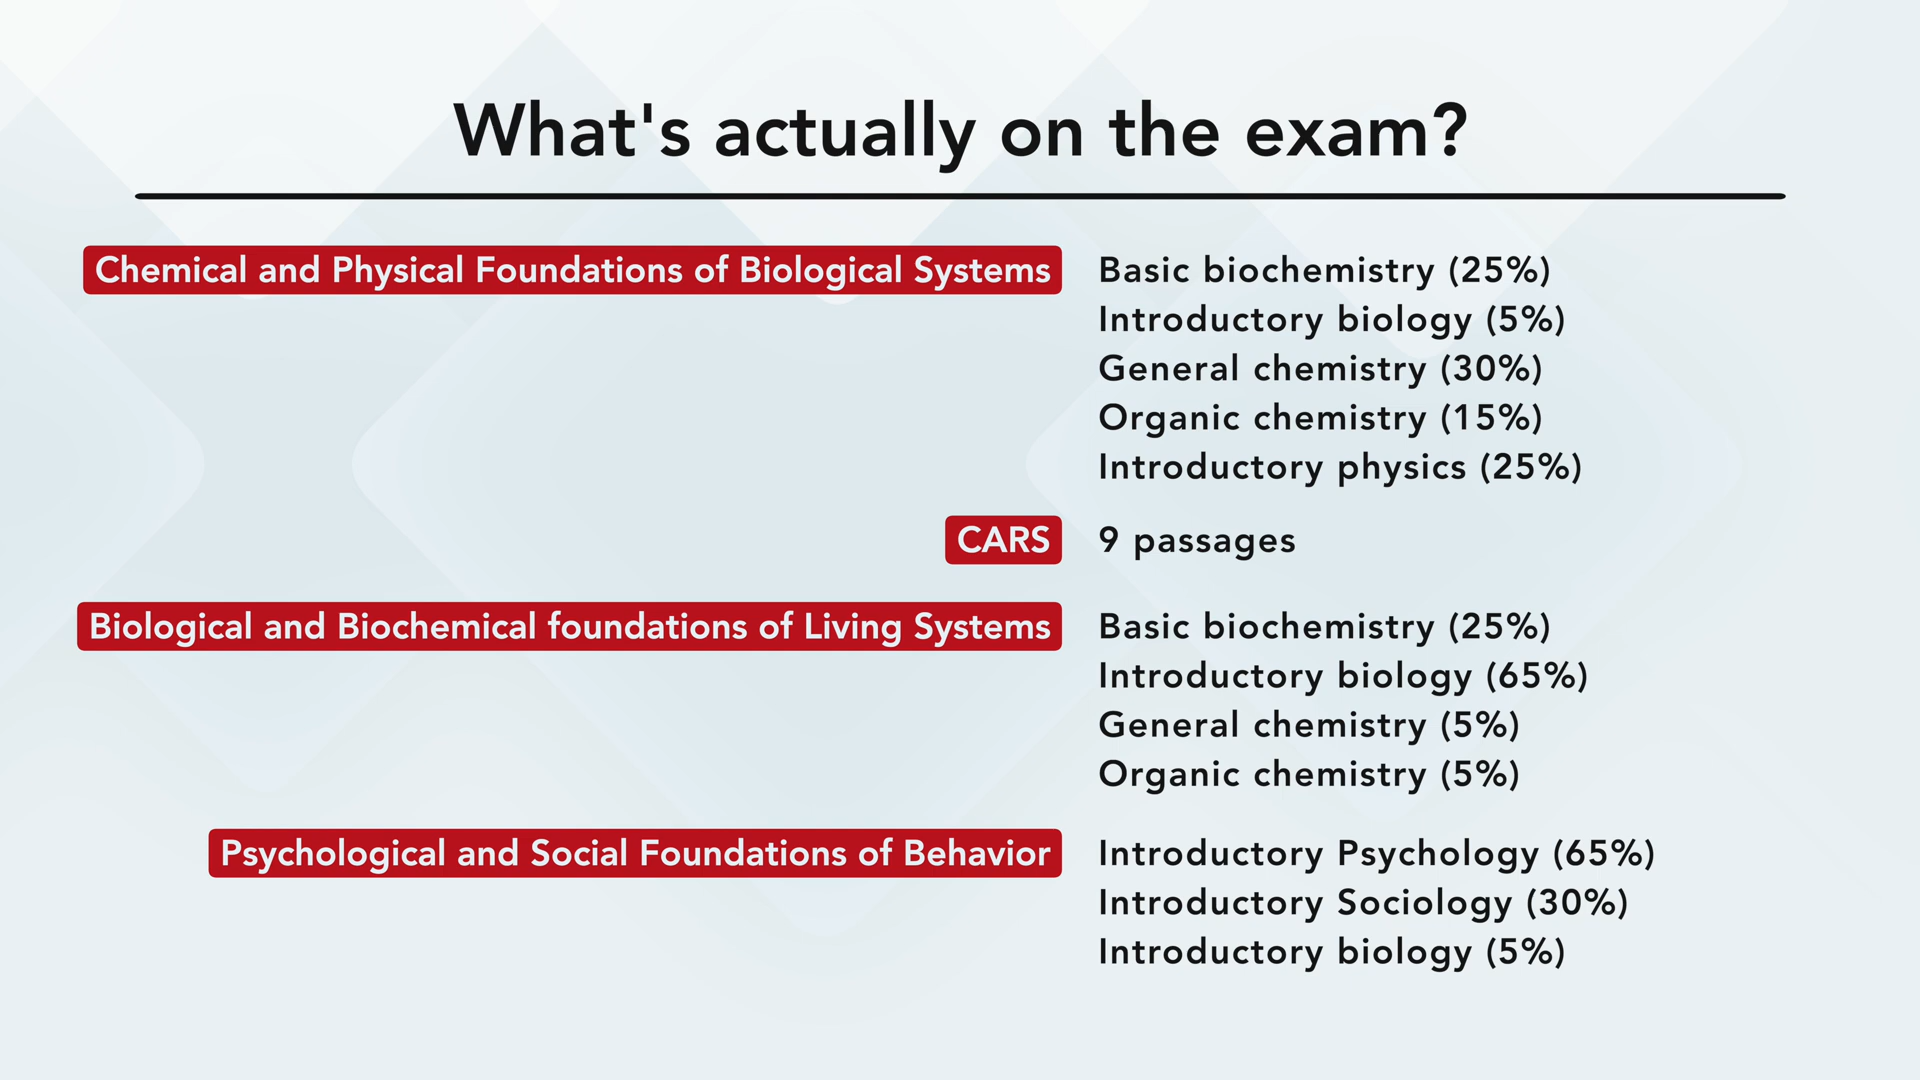 What's actually on the exam?
Chemical and Physical Foundations of Biological Systems
Basic biochemistry (25%)
Introductory biology (5%)
General chemistry (30%)
Organic chemistry (15%)
Introductory physics (25%)
CARS
9 passages
Biological and Biochemical foundations of Living Systems
Basic biochemistry (25%)
Introductory biology (65%)
General chemistry (5%)
Organic chemistry (5%)
Psychological and Social Foundations of Behavior
Introductory Psychology (65%)
Introductory Sociology (30%)
Introductory biology (5%)